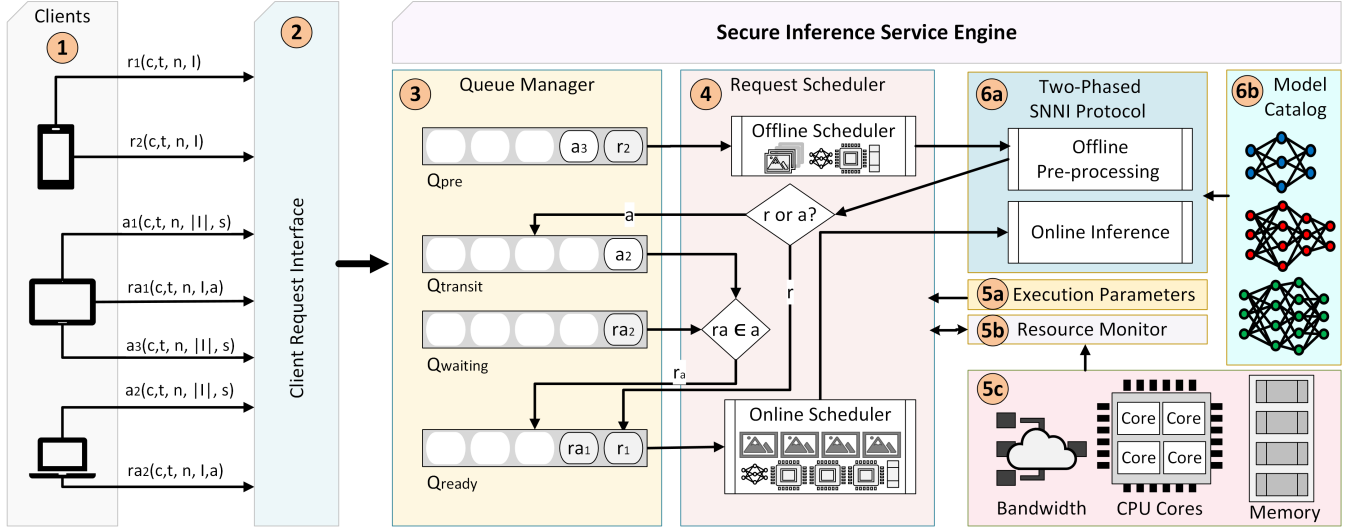 Clients
1
r1(c,t, n, I)
r2(c,t, n, I)
a1(c,t, n, |I|, s)
ra1(c,t, n, I,a)
a3(c,t, n, |I|, s)
a2(c,t, n, |I|, s)
ra2(c,t, n, I,a)
2
Client Request Interface
Secure Inference Service Engine
3
Queue Manager
a3
r2
Qpre
a2
Qtransit
ra2
Qwaiting
ra1
r1
Qready
4
Request Scheduler
Offline Scheduler
r or a?
a
r
ra ∈ a
ra
Online Scheduler
6a
Two-Phased
SNNI Protocol
Offline
Pre-processing
Online Inference
5a
Execution Parameters
5b
Resource Monitor
5c
Core
Core
Core
Core
Bandwidth
CPU Cores
Memory
6b
Model
Catalog